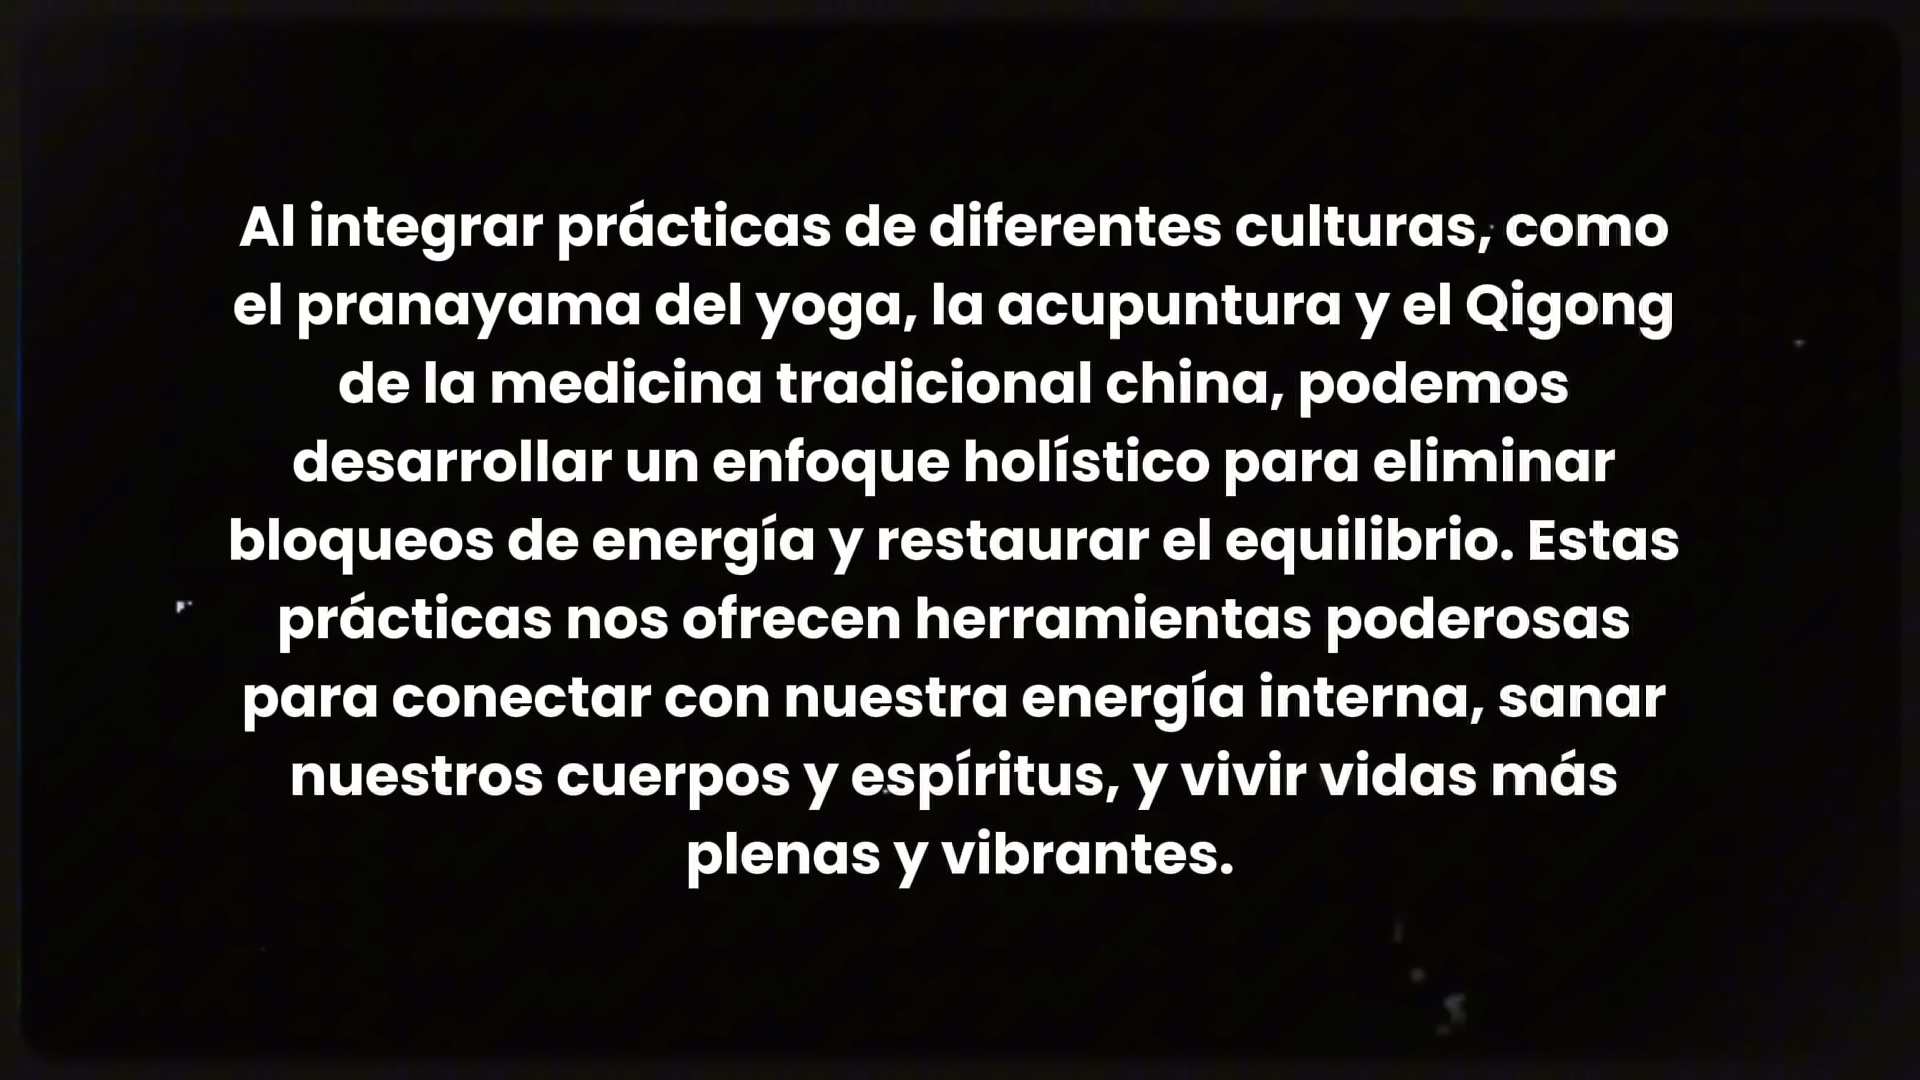 Al integrar prácticas de diferentes culturas, como
el pranayama del yoga, la acupuntura y el Qigong
de la medicina tradicional china, podemos
desarrollar un enfoque holístico para eliminar
bloqueos de energía y restaurar el equilibrio. Estas
prácticas nos ofrecen herramientas poderosas
para conectar con nuestra energía interna, sanar
nuestros cuerpos y espíritus, y vivir vidas más
plenas y vibrantes.